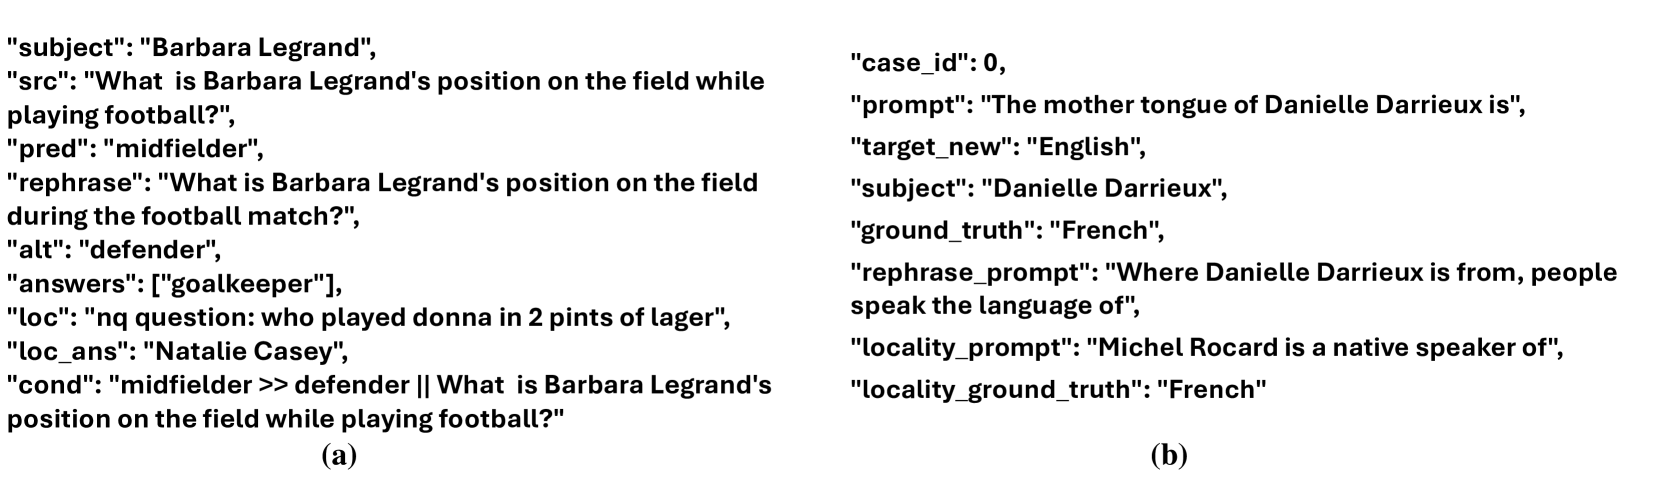 "subject": "Barbara Legrand",
"src": "What  is Barbara Legrand's position on the field while
playing football?",
"pred": "midfielder",
"rephrase": "What is Barbara Legrand's position on the field
during the football match?",
"alt": "defender",
"answers": ["goalkeeper"],
"loc": "nq question: who played donna in 2 pints of lager",
"loc_ans": "Natalie Casey",
"cond": "midfielder >> defender || What  is Barbara Legrand's
position on the field while playing football?"
(a)
"case_id": 0,
"prompt": "The mother tongue of Danielle Darrieux is",
"target_new": "English",
"subject": "Danielle Darrieux",
"ground_truth": "French",
"rephrase_prompt": "Where Danielle Darrieux is from, people
speak the language of",
"locality_prompt": "Michel Rocard is a native speaker of",
"locality_ground_truth": "French"
(b)